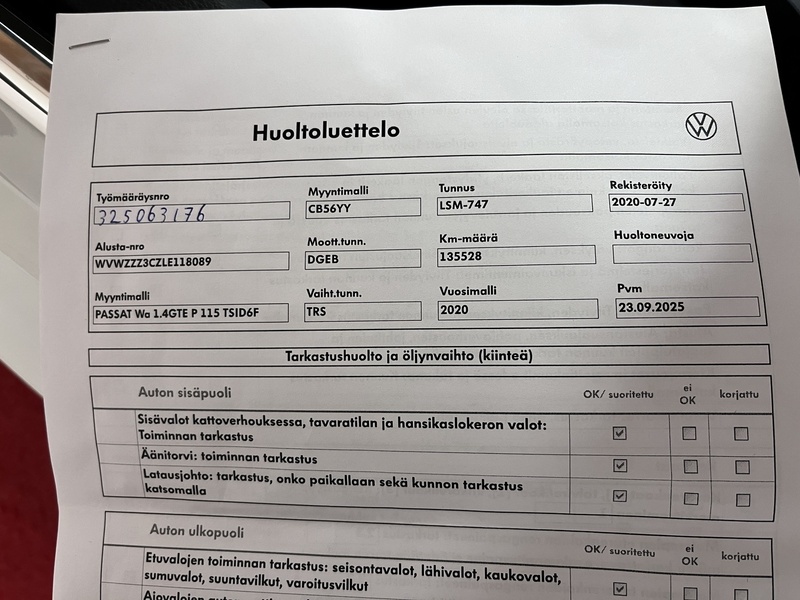 Huoltoluettelo
Työmääräysnro Myyntimalli Tunnus Rekisteröity
325063176 CB56YY LSM-747 2020-07-27
Alusta-nro Moott.tunn. Km-määrä Huoltoneuvoja
WVWZZZ3CZLE118089 DGEB 135528
Myyntimalli Vaiht.tunn. Vuosimalli Pvm
PASSAT Wa 1.4GTE P 115 TSID6F TRS 2020 23.09.2025
Tarkastushuolto ja öljynvaihto (kiinteä)
Auton sisäpuoli OK/ suoritettu ei OK korjattu
Sisävalot kattoverhouksessa, tavaratilan ja hansikaslokeron valot:
Toiminnan tarkastus
Äänitorvi: toiminnan tarkastus
Latausjohto: tarkastus, onko paikallaan sekä kunnon tarkastus
katsomalla
Auton ulkopuoli OK/ suoritettu ei OK korjattu
Etuvalojen toiminnan tarkastus: seisontavalot, lähivalot, kaukovalot,
sumuvalot, suuntavilkut, varoitusvilkut